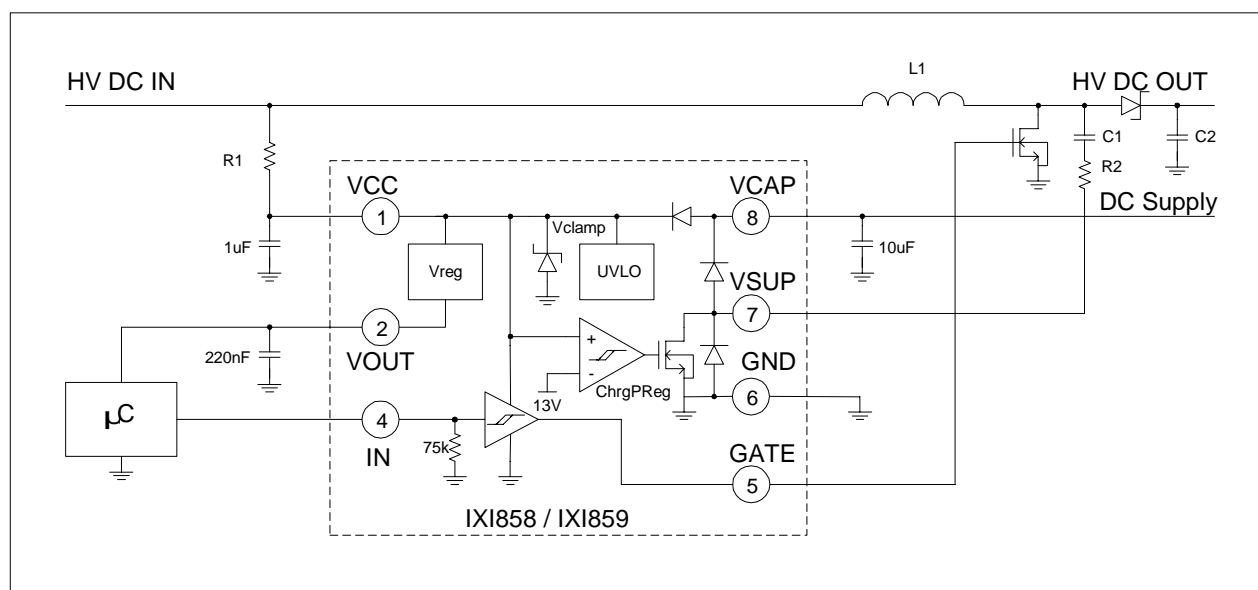 L1
HV DC IN
HV DC OUT
C1
C2
R1
R2
VCC
VCAP
DC Supply
1
8
Vclamp
1uF
10uF
Vreg
UVLO
VSUP
7
+
2
220nF
VOUT
GND
-
ChrgPReg
6
13V
µC
4
75k
GATE
IN
5
IXI858 / IXI859